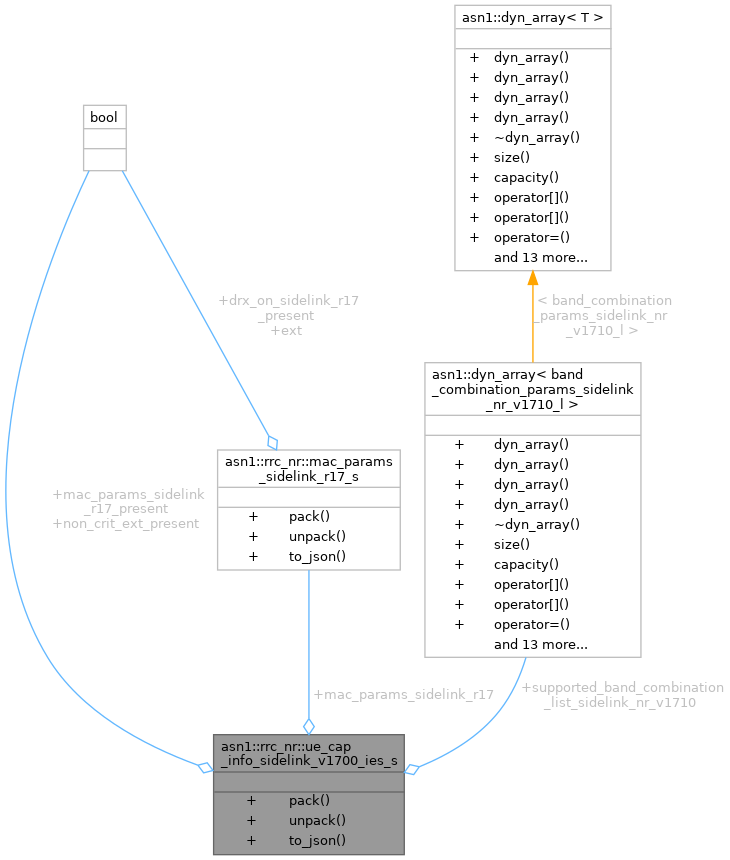 asn1::dyn_array< T >
+ dyn_array()
+ dyn_array()
+ dyn_array()
+ dyn_array()
+ ~dyn_array()
+ size()
+ capacity()
+ operator[]()
+ operator[]()
+ operator=()
and 13 more...
bool
+drx_on_sidelink_r17
_present
+ext
< band_combination
_params_sidelink_nr
_v1710_l >
asn1::dyn_array< band
_combination_params_sidelink
_nr_v1710_l >
+ dyn_array()
+ dyn_array()
+ dyn_array()
+ dyn_array()
+ ~dyn_array()
+ size()
+ capacity()
+ operator[]()
+ operator[]()
+ operator=()
and 13 more...
asn1::rrc_nr::mac_params
_sidelink_r17_s
+ pack()
+ unpack()
+ to_json()
+mac_params_sidelink
_r17_present
+non_crit_ext_present
+mac_params_sidelink_r17
+supported_band_combination
_list_sidelink_nr_v1710
asn1::rrc_nr::ue_cap
_info_sidelink_v1700_ies_s
+ pack()
+ unpack()
+ to_json()